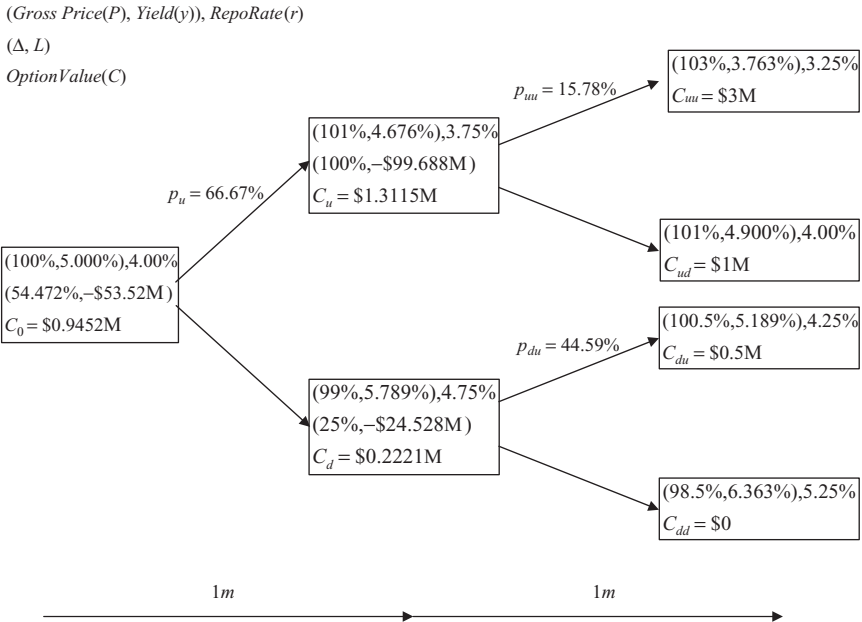 (Gross Price(P), Yield(y)), RepoRate(r)
(Δ, L)
OptionValue(C)
(103%,3.763%),3.25%
C_uu = $3M
p_uu = 15.78%
(101%,4.676%),3.75%
(100%,−$99.688M)
C_u = $1.3115M
p_u = 66.67%
(101%,4.900%),4.00%
C_ud = $1M
(100%,5.000%),4.00%
(54.472%,−$53.52M)
C_0 = $0.9452M
(100.5%,5.189%),4.25%
C_du = $0.5M
p_du = 44.59%
(99%,5.789%),4.75%
(25%,−$24.528M)
C_d = $0.2221M
(98.5%,6.363%),5.25%
C_dd = $0
1m
1m